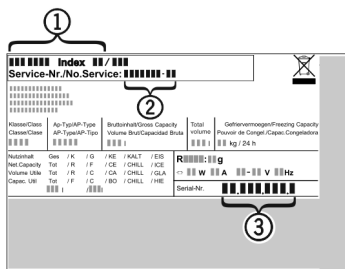 1
Index /
Service-Nr./No.Service: -
2
Klasse/Class Ap-Typ/AP-Type Bruttoinhalt/Gross Capacity Total Gefriervermoegen/Freezing Capacity
Classe/Clase AP-Type/AP-Tipo Volume Brut/Capacidad Bruta volume Pouvoir de Congel./Capac.Congeladora
l l kg / 24 h
Nutzinhalt Ges / K / G / KE / KALT / EIS R : g
Net.Capacity Tot / R / F / CE / CHILL / ICE
Volume Utile Tot / R / C / CA / CHILL / GLA W A - V Hz
Capac. Util Tot / F / C / BO / CHILL / HIE
l / l Serial-Nr. . . .
3